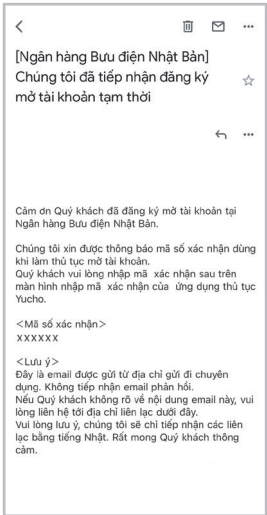 [Ngân hàng Bưu điện Nhật Bản]
Chúng tôi đã tiếp nhận đăng ký
mở tài khoản tạm thời
Cảm ơn Quý khách đã đăng ký mở tài khoản tại
Ngân hàng Bưu điện Nhật Bản.
Chúng tôi xin được thông báo mã số xác nhận dùng
khi làm thủ tục mở tài khoản.
Quý khách vui lòng nhập mã xác nhận sau trên
màn hình nhập mã xác nhận của ứng dụng thủ tục
Yucho.
<Mã số xác nhận>
XXXXXX
<Lưu ý>
Đây là email được gửi từ địa chỉ gửi đi chuyên
dụng. Không tiếp nhận email phản hồi.
Nếu Quý khách không rõ về nội dung email này, vui
lòng liên hệ tới địa chỉ liên lạc dưới đây.
Vui lòng lưu ý, chúng tôi sẽ chỉ tiếp nhận các liên
lạc bằng tiếng Nhật. Rất mong Quý khách thông
cảm.